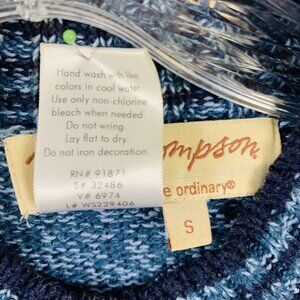 Hand wash with like
colors in cool water.
Use only non-chlorine
bleach when needed.
Do not wring.
Lay flat to dry.
Do not iron decoration.
RN# 91871
S# 32486
V# 6974
L# WS229406
ordinary®
S